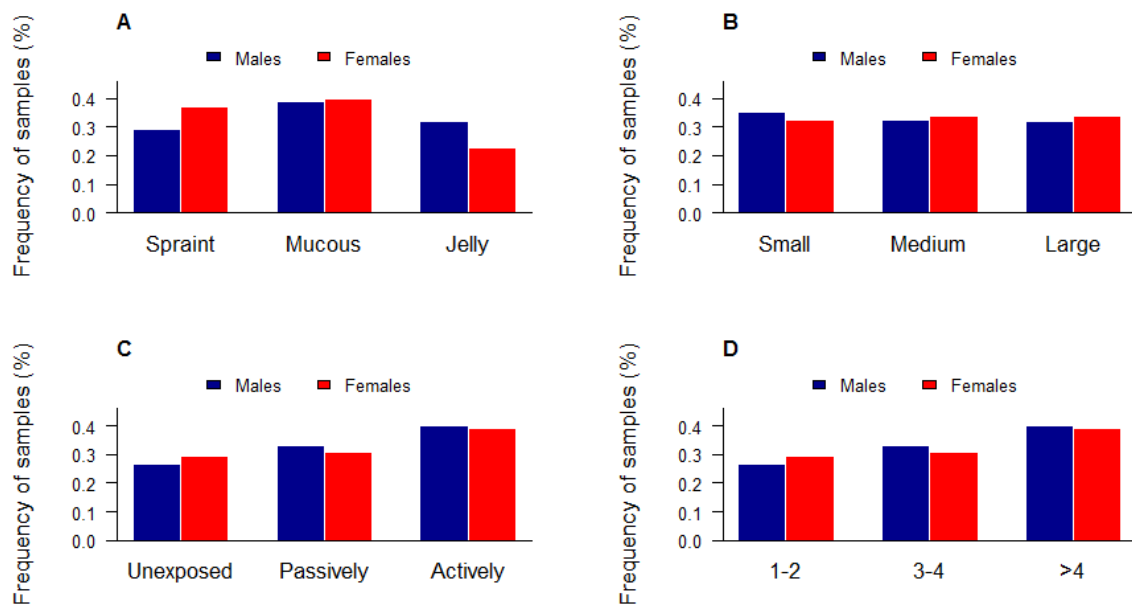 A
Frequency of samples (%)
Males Females
0.4
0.3
0.2
0.1
0.0
Spraint Mucous Jelly
B
Frequency of samples (%)
Males Females
0.4
0.3
0.2
0.1
0.0
Small Medium Large
C
Frequency of samples (%)
Males Females
0.4
0.3
0.2
0.1
0.0
Unexposed Passively Actively
D
Frequency of samples (%)
Males Females
0.4
0.3
0.2
0.1
0.0
1-2 3-4 >4